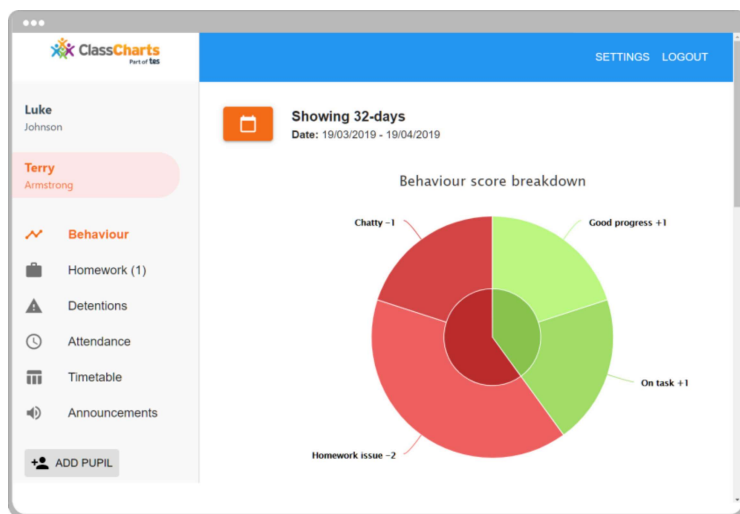 ClassCharts
Part of tes
SETTINGS LOGOUT
Luke
Johnson
Terry
Armstrong
Behaviour
Homework (1)
Detentions
Attendance
Timetable
Announcements
ADD PUPIL
Showing 32-days
Date: 19/03/2019 - 19/04/2019
Behaviour score breakdown
Chatty -1
Good progress +1
On task +1
Homework issue -2